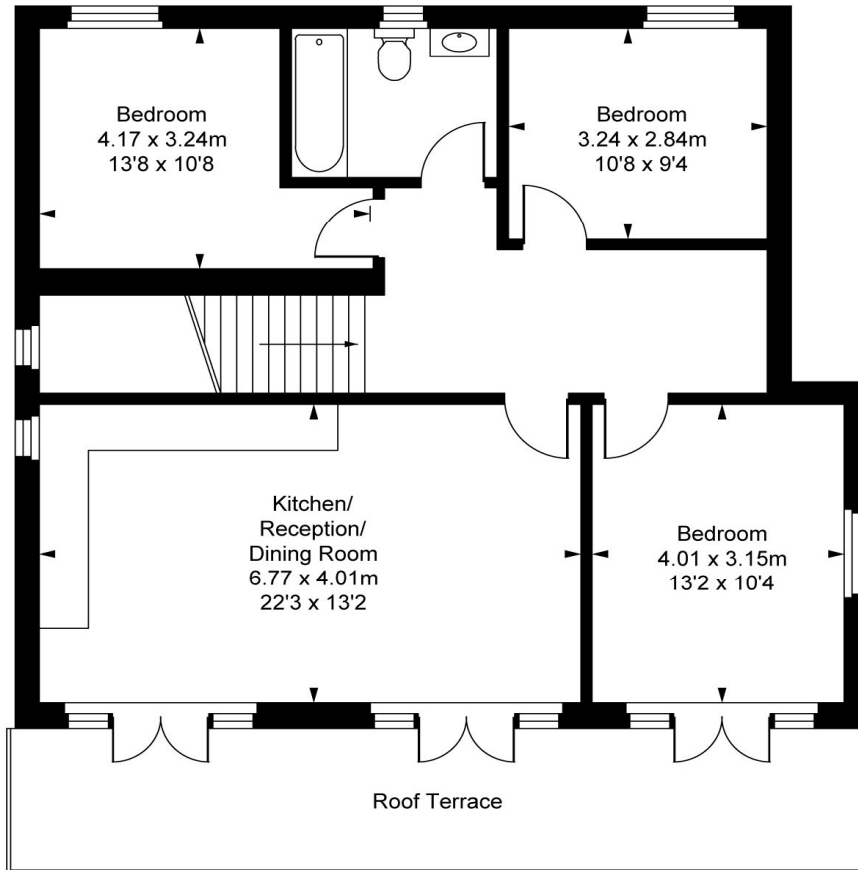 Bedroom
4.17 x 3.24m
13'8 x 10'8
Bedroom
3.24 x 2.84m
10'8 x 9'4
Kitchen/
Reception/
Dining Room
6.77 x 4.01m
22'3 x 13'2
Bedroom
4.01 x 3.15m
13'2 x 10'4
Roof Terrace